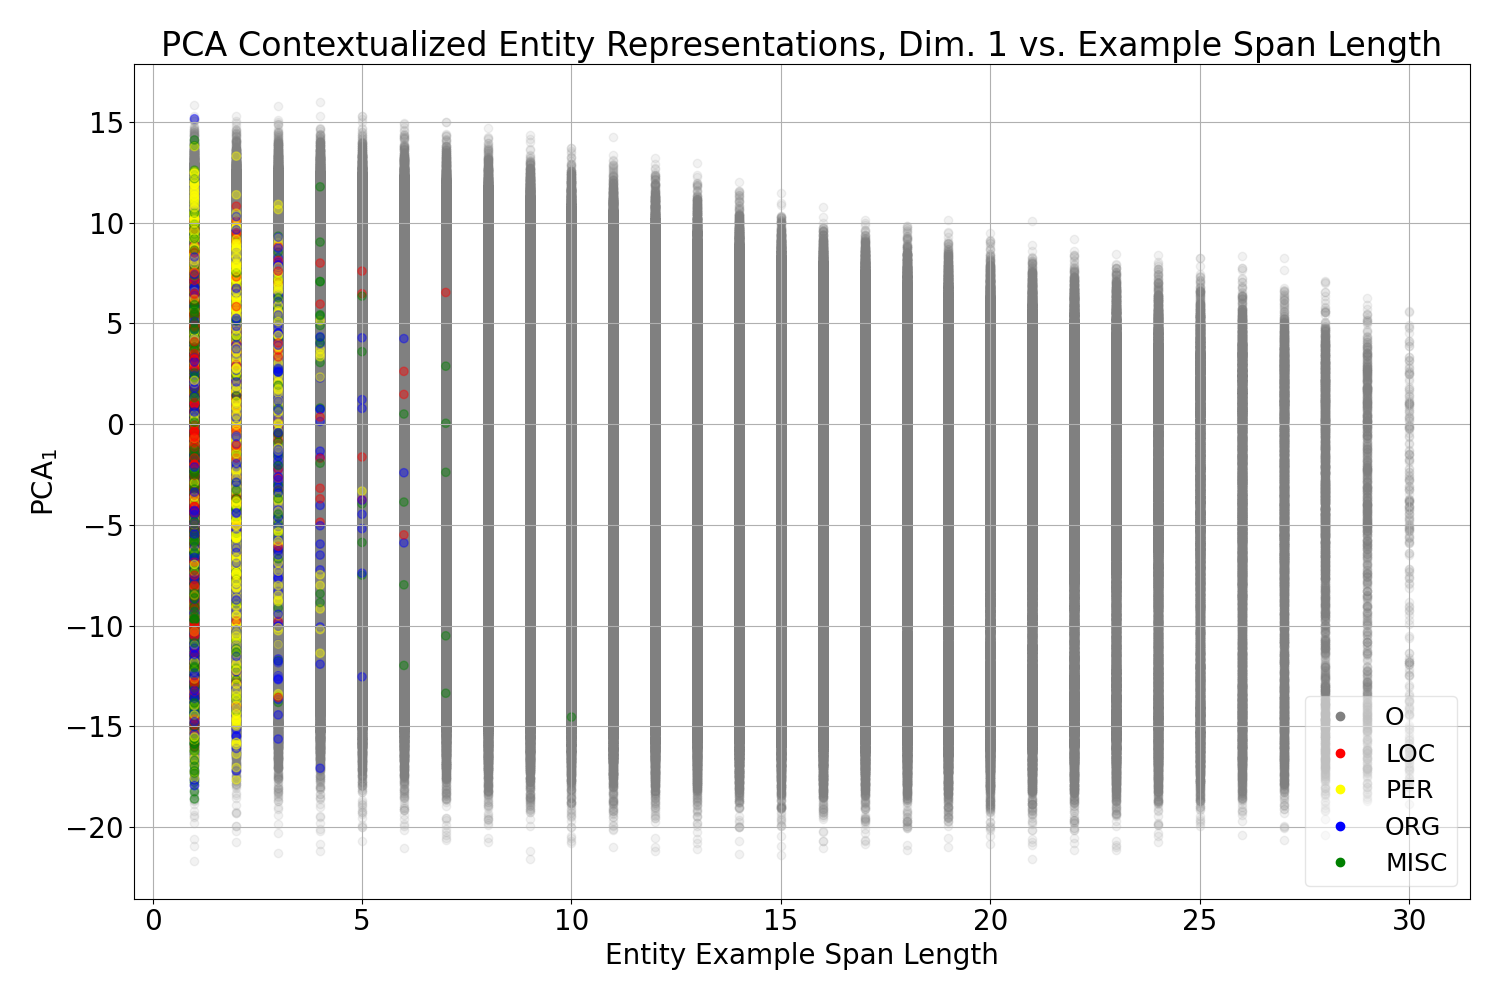 PCA Contextualized Entity Representations, Dim. 1 vs. Example Span Length
PCA₁
15
10
5
0
−5
−10
−15
−20
0 5 10 15 20 25 30
Entity Example Span Length
O
LOC
PER
ORG
MISC